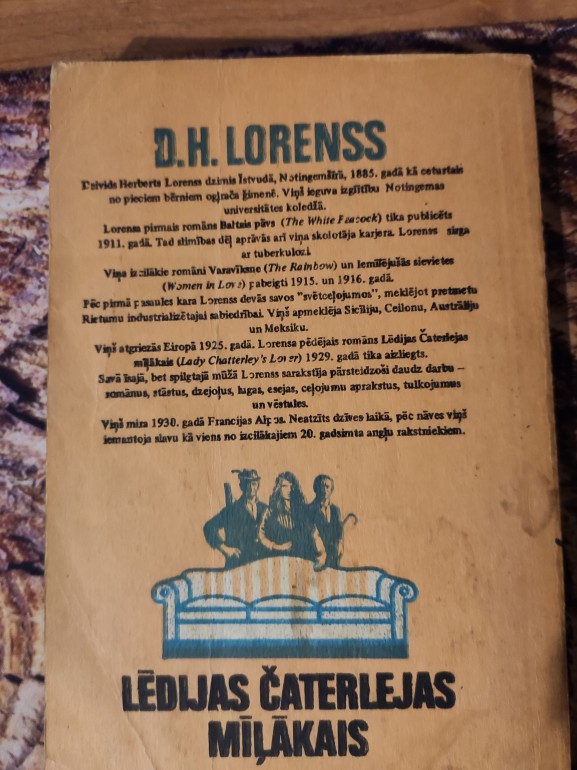 D.H. LORENSS
Deivids Herberts Lorenss dzimis Īstvudā, Notingemšīrā, 1885. gadā kā ceturtais
no pieciem bērniem ogļrača ģimenē. Viņš ieguva izglītību Notingemas
universitātes koledžā.
Lorensa pirmais romāns Baltais pāvs (The White Peacock) tika publicēts
1911. gadā. Tad slimības dēļ aprāvās arī viņa skolotāja karjera. Lorenss sirga
ar tuberkulozi.
Viņa izcilākie romāni Varavīksne (The Rainbow) un Iemīlējušās sievietes
(Women in Love) pabeigti 1915. un 1916. gadā.
Pēc pirmā pasaules kara Lorenss devās savos "svētceļojumos", meklējot pretmetu
Rietumu industrializētajai sabiedrībai. Viņš apmeklēja Sicīliju, Ceilonu, Austrāliju
un Meksiku.
Viņš atgriezās Eiropā 1925. gadā. Lorensa pēdējais romāns Lēdijas Čaterlejas
mīļākais (Lady Chatterley's Lover) 1929. gadā tika aizliegts.
Savā īsajā, bet spilgtajā mūžā Lorenss sarakstīja pārsteidzoši daudz darbu –
romānus, stāstus, dzejoļus, lugas, esejas, ceļojumu aprakstus, tulkojumus
un vēstules.
Viņš mira 1930. gadā Francijas Alpos. Neatzīts dzīves laikā, pēc nāves viņš
iemantoja slavu kā viens no izcilākajiem 20. gadsimta angļu rakstniekiem.
LĒDIJAS ČATERLEJAS
MĪĻĀKAIS